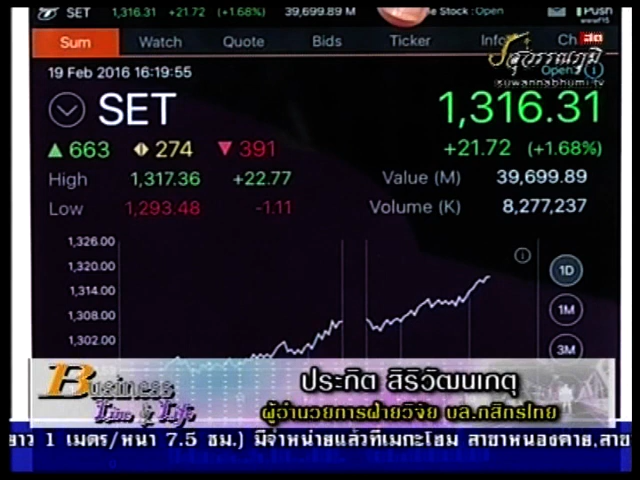 SET 1,316.31 +21.72 (+1.68%) 39,699.89 M Stock : Open Push
Sum Watch Quote Bids Ticker
สด
สุวรรณภูมิ
suwannabhumi.tv
19 Feb 2016 16:19:55 Open
SET 1,316.31
663 274 391 +21.72 (+1.68%)
High 1,317.36 +22.77 Value (M) 39,699.89
Low 1,293.48 -1.11 Volume (K) 8,277,237
1,326.00
1,320.00
1,314.00
1,308.00
1,302.00
1D
1M
3M
Business
Line & Life
ประกิต สิริวัฒนเกตุ
ผู้อำนวยการฝ่ายวิจัย บล.กสิกรไทย
ยาว 1 เมตร/หนา 7.5 ซม.) มีจำหน่ายแล้วที่เมกะโฮม สาขาหนองคาย,สาข